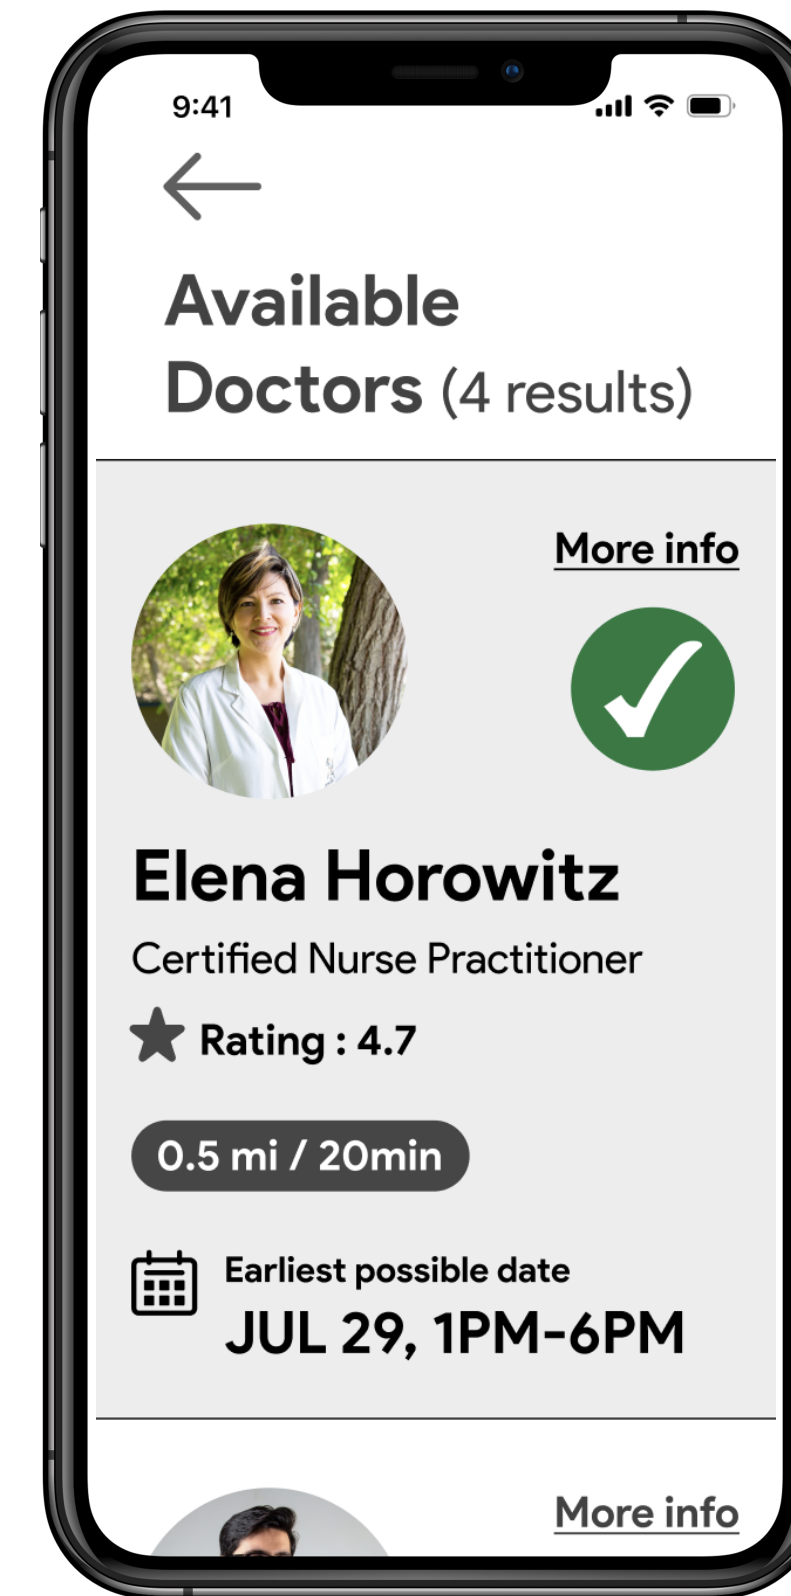 9:41
Available
Doctors (4 results)
More info
Elena Horowitz
Certified Nurse Practitioner
Rating : 4.7
0.5 mi / 20min
Earliest possible date
JUL 29, 1PM-6PM
More info